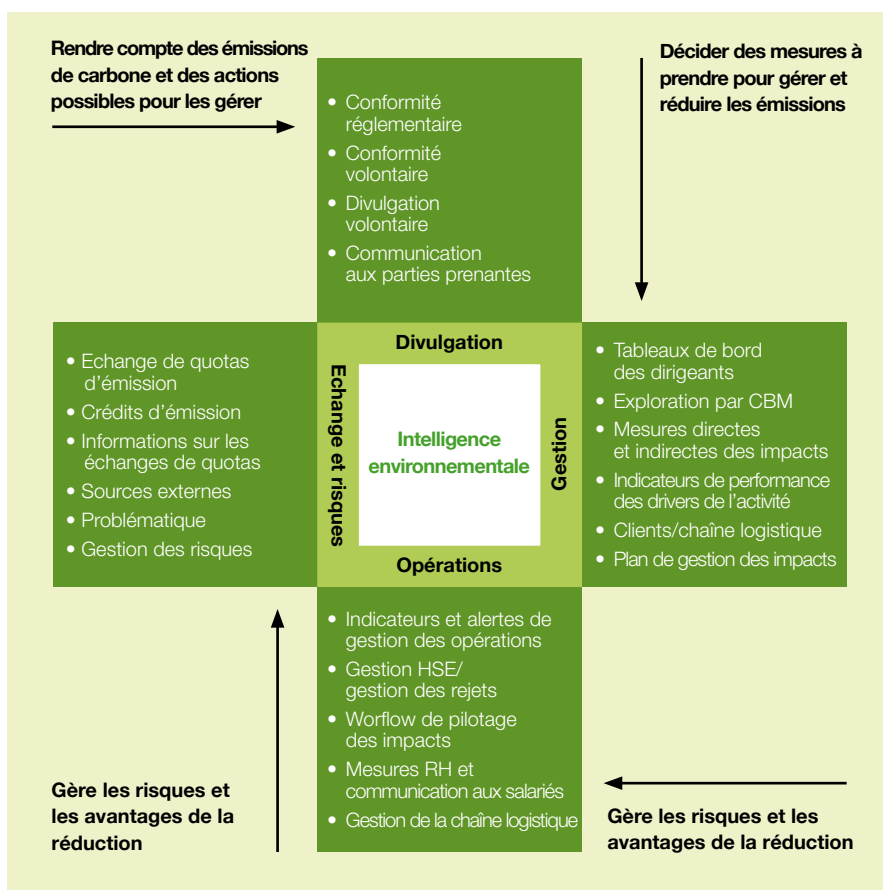 Rendre compte des émissions
de carbone et des actions
possibles pour les gérer
Décider des mesures à
prendre pour gérer et
réduire les émissions
• Conformité
réglementaire
• Conformité
volontaire
• Divulgation
volontaire
• Communication
aux parties prenantes
• Echange de quotas
d'émission
• Crédits d'émission
• Informations sur les
échanges de quotas
• Sources externes
• Problématique
• Gestion des risques
Divulgation
Echange et risques
Intelligence
environnementale
Gestion
Opérations
• Tableaux de bord
des dirigeants
• Exploration par CBM
• Mesures directes
et indirectes des impacts
• Indicateurs de performance
des drivers de l'activité
• Clients/chaîne logistique
• Plan de gestion des impacts
• Indicateurs et alertes de
gestion des opérations
• Gestion HSE/
gestion des rejets
• Worflow de pilotage
des impacts
• Mesures RH et
communication aux salariés
• Gestion de la chaîne logistique
Gère les risques et
les avantages de la
réduction
Gère les risques et les
avantages de la réduction